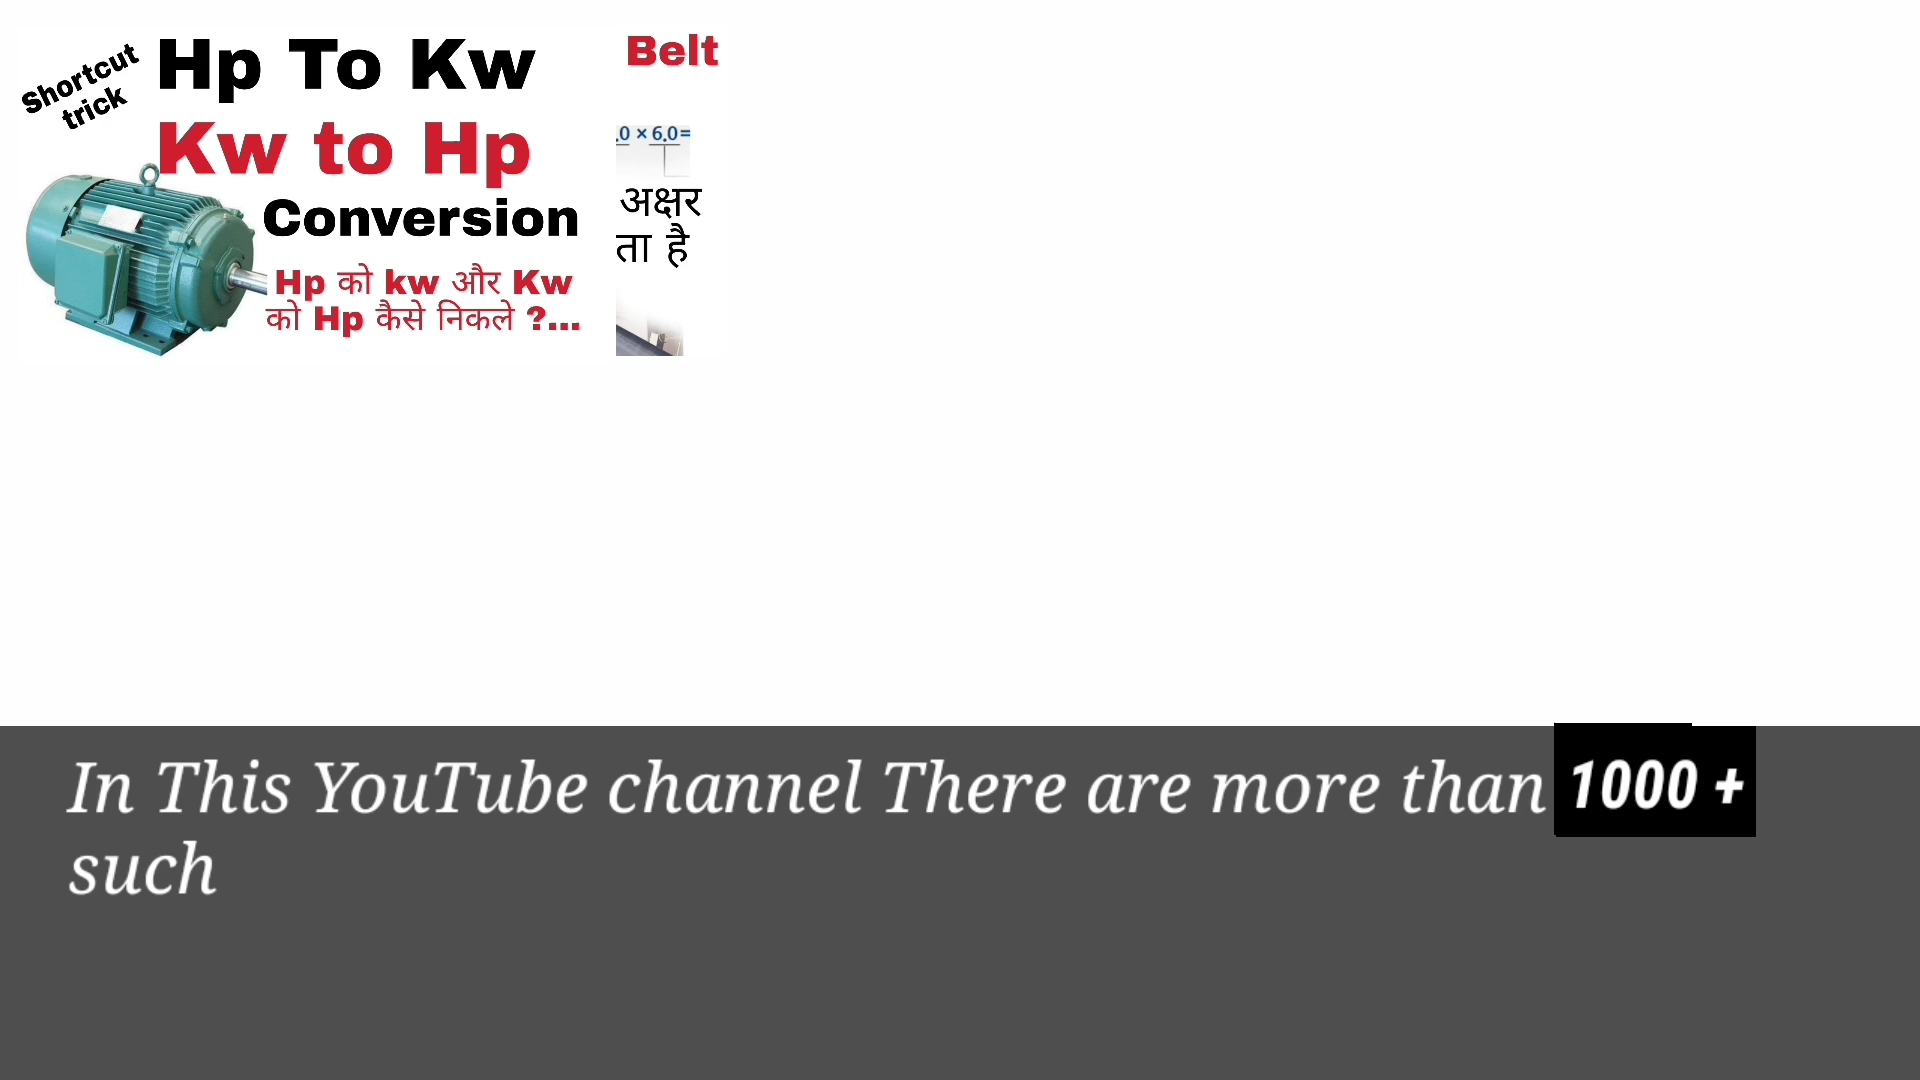 Shortcut
trick
Hp To Kw
Kw to Hp
Conversion
Hp को kw और Kw
को Hp कैसे निकले ?...
Belt
.0 × 6.0=
अक्षर
ता है
In This YouTube channel There are more than 1000 +
such